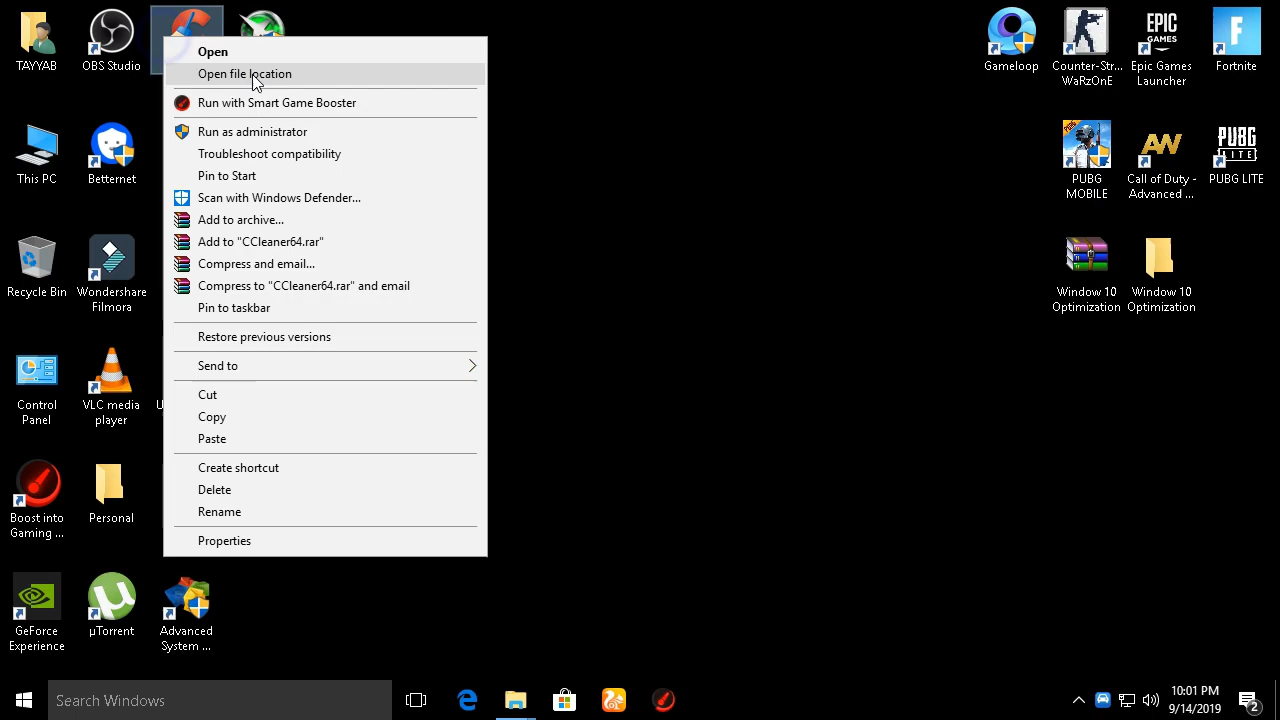 TAYYAB
OBS Studio
This PC
Betternet
Recycle Bin
Wondershare
Filmora
Control
Panel
VLC media
player
U
Boost into
Gaming ...
Personal
GeForce
Experience
µTorrent
Advanced
System ...
Open
Open file location
Run with Smart Game Booster
Run as administrator
Troubleshoot compatibility
Pin to Start
Scan with Windows Defender...
Add to archive...
Add to "CCleaner64.rar"
Compress and email...
Compress to "CCleaner64.rar" and email
Pin to taskbar
Restore previous versions
Send to
Cut
Copy
Paste
Create shortcut
Delete
Rename
Properties
Gameloop
Counter-Str...
WaRzOnE
EPIC
GAMES
Epic Games
Launcher
Fortnite
PUBG
PUBG
MOBILE
AW
Call of Duty -
Advanced ...
PUBG
LITE
PUBG LITE
Window 10
Optimization
Window 10
Optimization
Search Windows
10:01 PM
9/14/2019
2